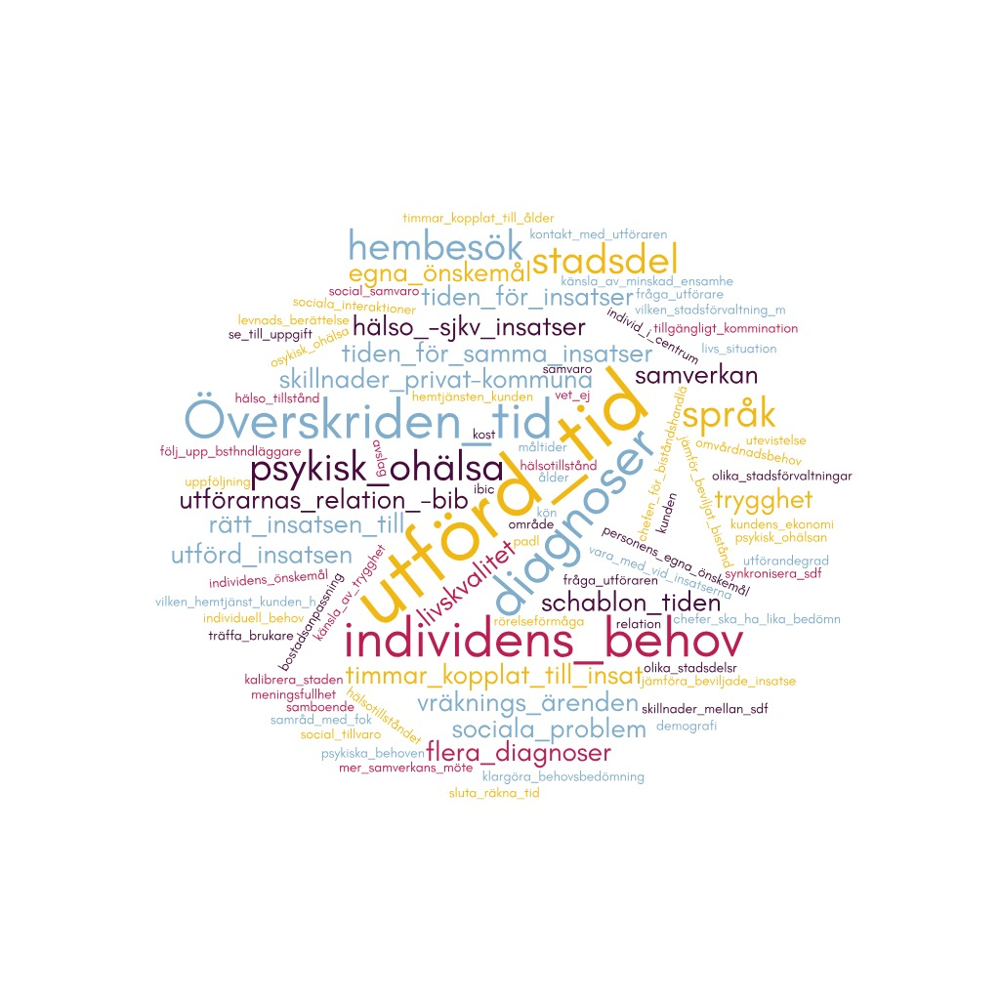 timmar_kopplat_till_ålder
hembesök
kontakt_med_utföraren
stadsdel
egna_önskemål
känsla_av_minskad_ensamhe
social_samvaro
tiden_för_insatser
fråga_utförare
sociala_interaktioner
vilken_stadsförvaltning_m
levnads_berättelse
hälso_-sjkv_insatser
individ_i_centrum
tillgängligt_kommination
se_till_uppgift
osykisk_ohälsa
tiden_för_samma_insatser
livs_situation
samvaro
skillnader_privat-kommuna
samverkan
hälso_tillstånd
hemtjänsten_kunden
vet_ej
Överskriden_tid
utförd_tid
språk
kost
chefen_för_biståndshandlä
jämför_beviljat_bistånd
utevistelse
följ_upp_bsthndläggare
avslag
måltider
omvårdnadsbehov
psykisk_ohälsa
hälsotillstånd
diagnoser
uppföljning
ålder
olika_stadsförvaltningar
ibic
utförarnas_relation_-bib
trygghet
kunden
kön
rätt_insatsen_till
område
kundens_ekonomi
padl
psykisk_ohälsan
personens_egna_önskemål
utförd_insatsen
livskvalitet
vara_med_vid_insatserna
utförandegrad
känsla_av_trygghet
synkronisera_sdf
individens_önskemål
bostadsanpassning
fråga_utföraren
vilken_hemtjänst_kunden_h
schablon_tiden
individuell_behov
rörelseförmåga
relation
chefer_ska_ha_lika_bedömn
träffa_brukare
individens_behov
olika_stadsdelsr
kalibrera_staden
timmar_kopplat_till_insat
jämföra_beviljade_insatse
meningsfullhet
hälsotillståndet
samboende
vräknings_ärenden
skillnader_mellan_sdf
samråd_med_fok
sociala_problem
demografi
social_tillvaro
psykiska_behoven
flera_diagnoser
mer_samverkans_möte
klargöra_behovsbedömning
sluta_räkna_tid